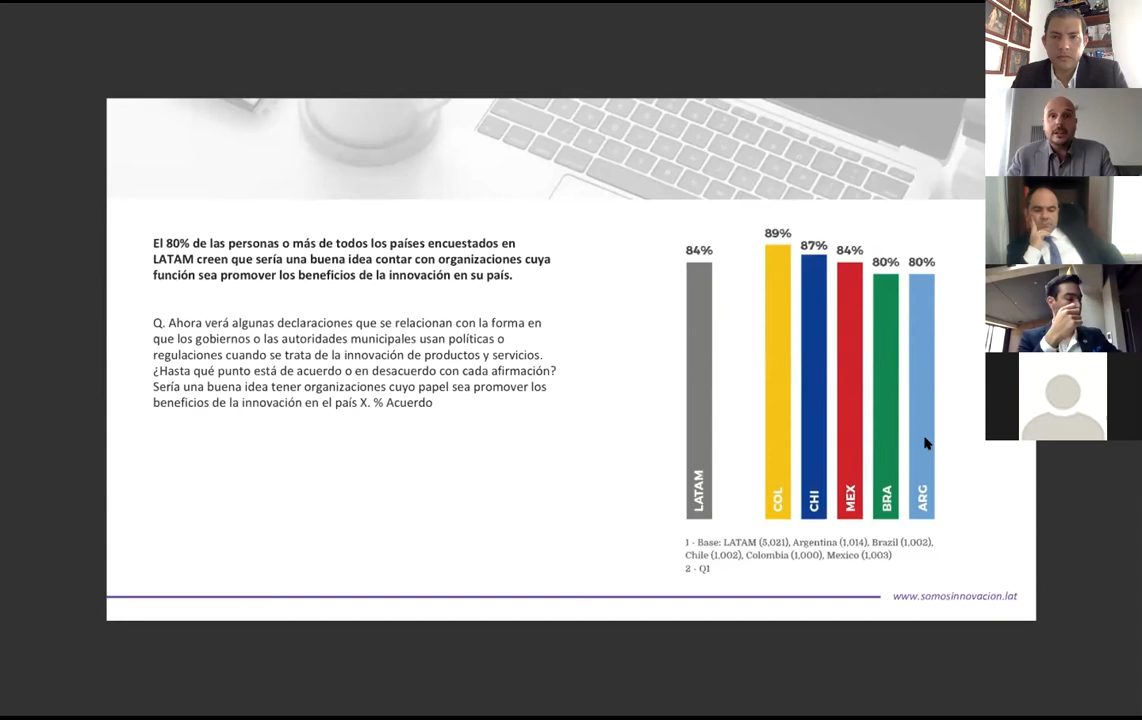 El 80% de las personas o más de todos los países encuestados en
LATAM creen que sería una buena idea contar con organizaciones cuya
función sea promover los beneficios de la innovación en su país.
Q. Ahora verá algunas declaraciones que se relacionan con la forma en
que los gobiernos o las autoridades municipales usan políticas o
regulaciones cuando se trata de la innovación de productos y servicios.
¿Hasta qué punto está de acuerdo o en desacuerdo con cada afirmación?
Sería una buena idea tener organizaciones cuyo papel sea promover los
beneficios de la innovación en el país X. % Acuerdo
84%
89%
87%
84%
80%
80%
LATAM
COL
CHI
MEX
BRA
ARG
1 - Base: LATAM (5,021), Argentina (1,014), Brazil (1,002),
Chile (1,002), Colombia (1,000), Mexico (1,003)
2 - Q1
www.somosinnovacion.lat